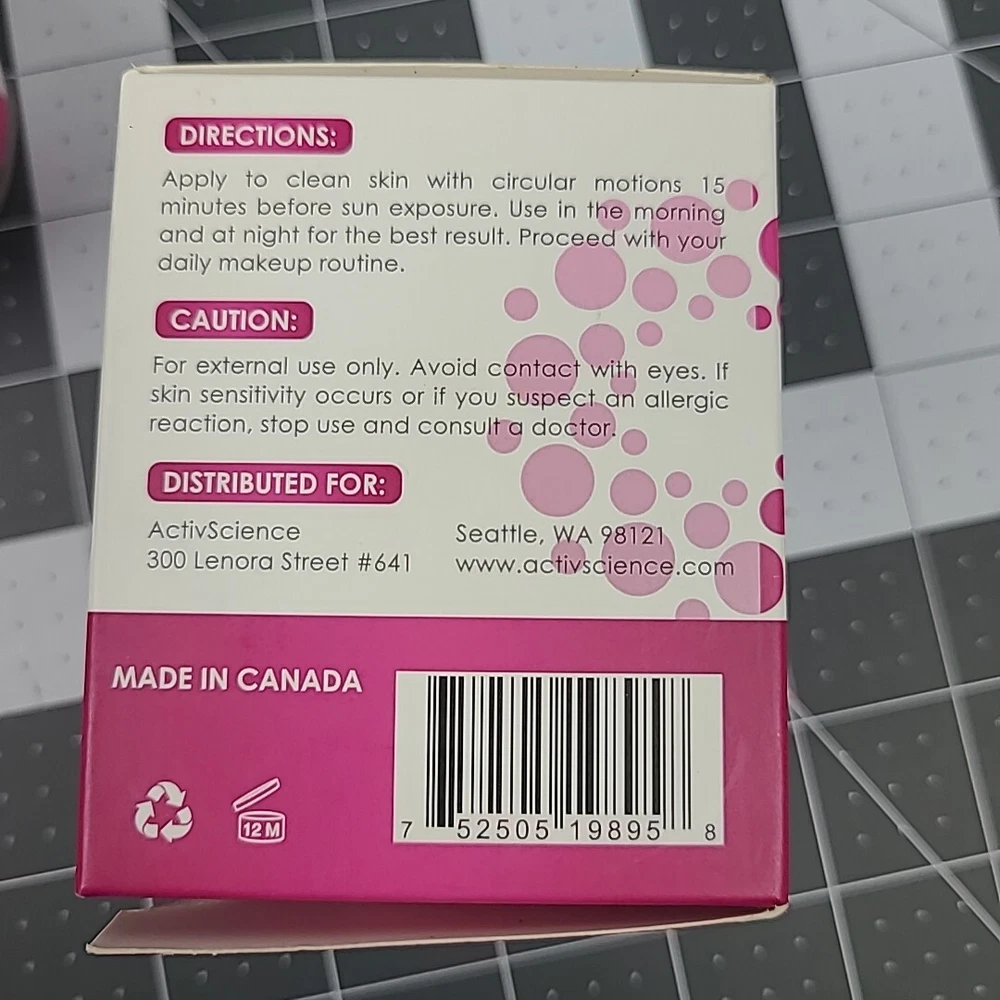 DIRECTIONS:
Apply to clean skin with circular motions 15
minutes before sun exposure. Use in the morning
and at night for the best result. Proceed with your
daily makeup routine.
CAUTION:
For external use only. Avoid contact with eyes. If
skin sensitivity occurs or if you suspect an allergic
reaction, stop use and consult a doctor.
DISTRIBUTED FOR:
ActivScience
300 Lenora Street #641
Seattle, WA 98121
www.activscience.com
MADE IN CANADA
12 M
7 52505 19895 8